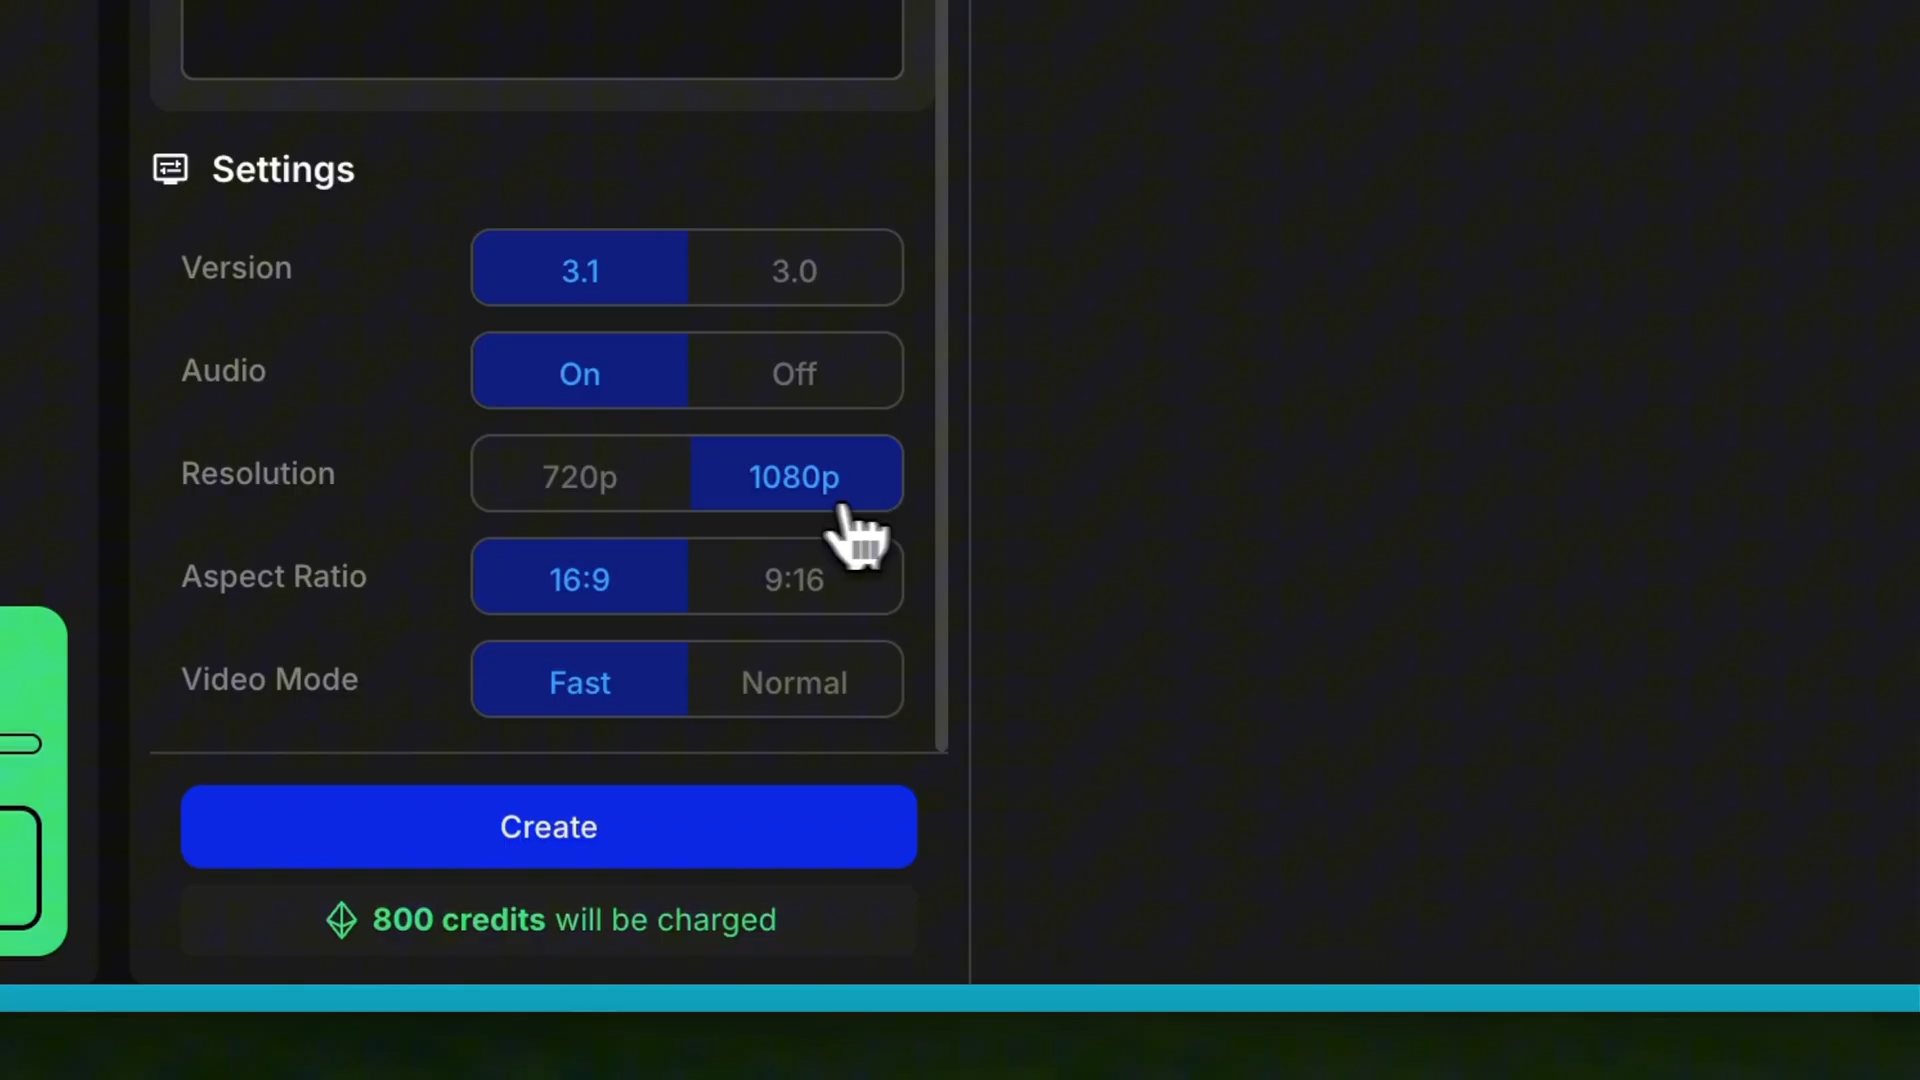 Settings
Version 3.1 3.0
Audio On Off
Resolution 720p 1080p
Aspect Ratio 16:9 9:16
Video Mode Fast Normal
Create
800 credits will be charged